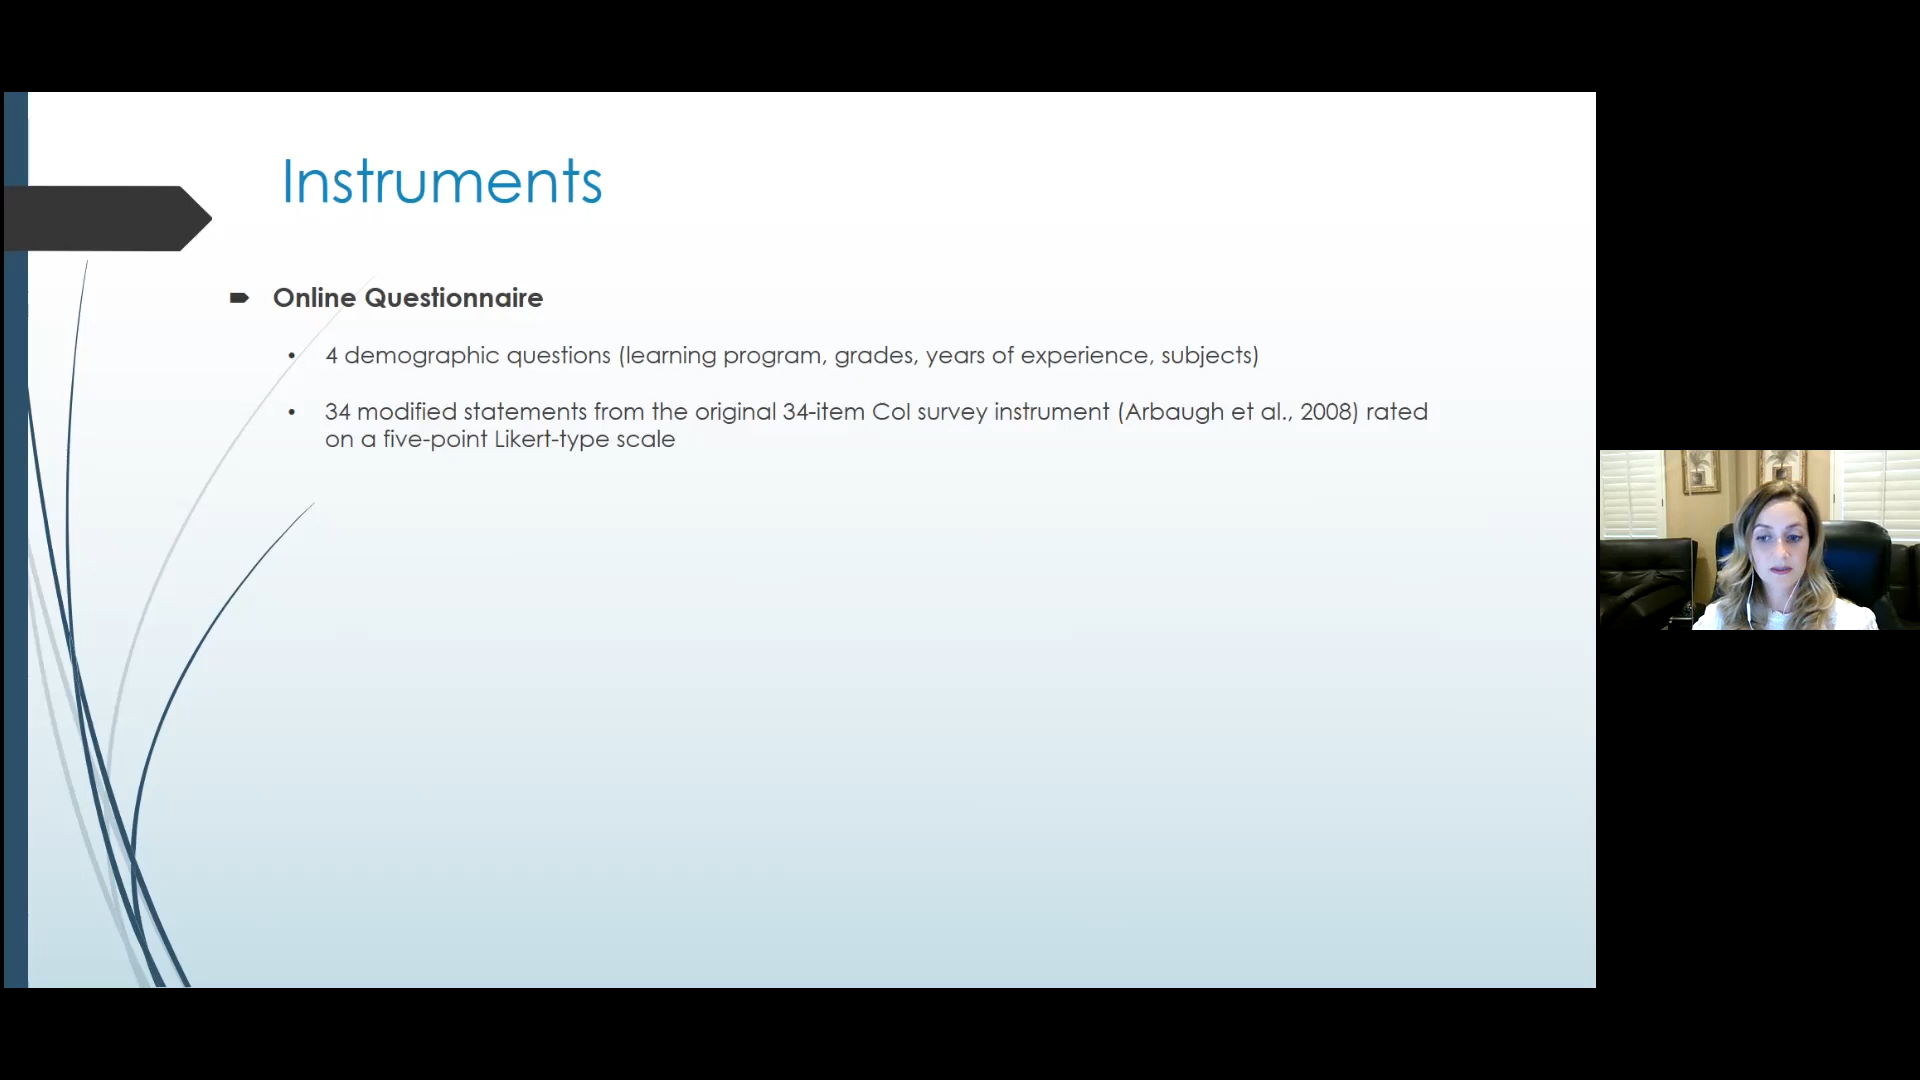 Instruments
Online Questionnaire
• 4 demographic questions (learning program, grades, years of experience, subjects)
• 34 modified statements from the original 34-item CoI survey instrument (Arbaugh et al., 2008) rated
on a five-point Likert-type scale